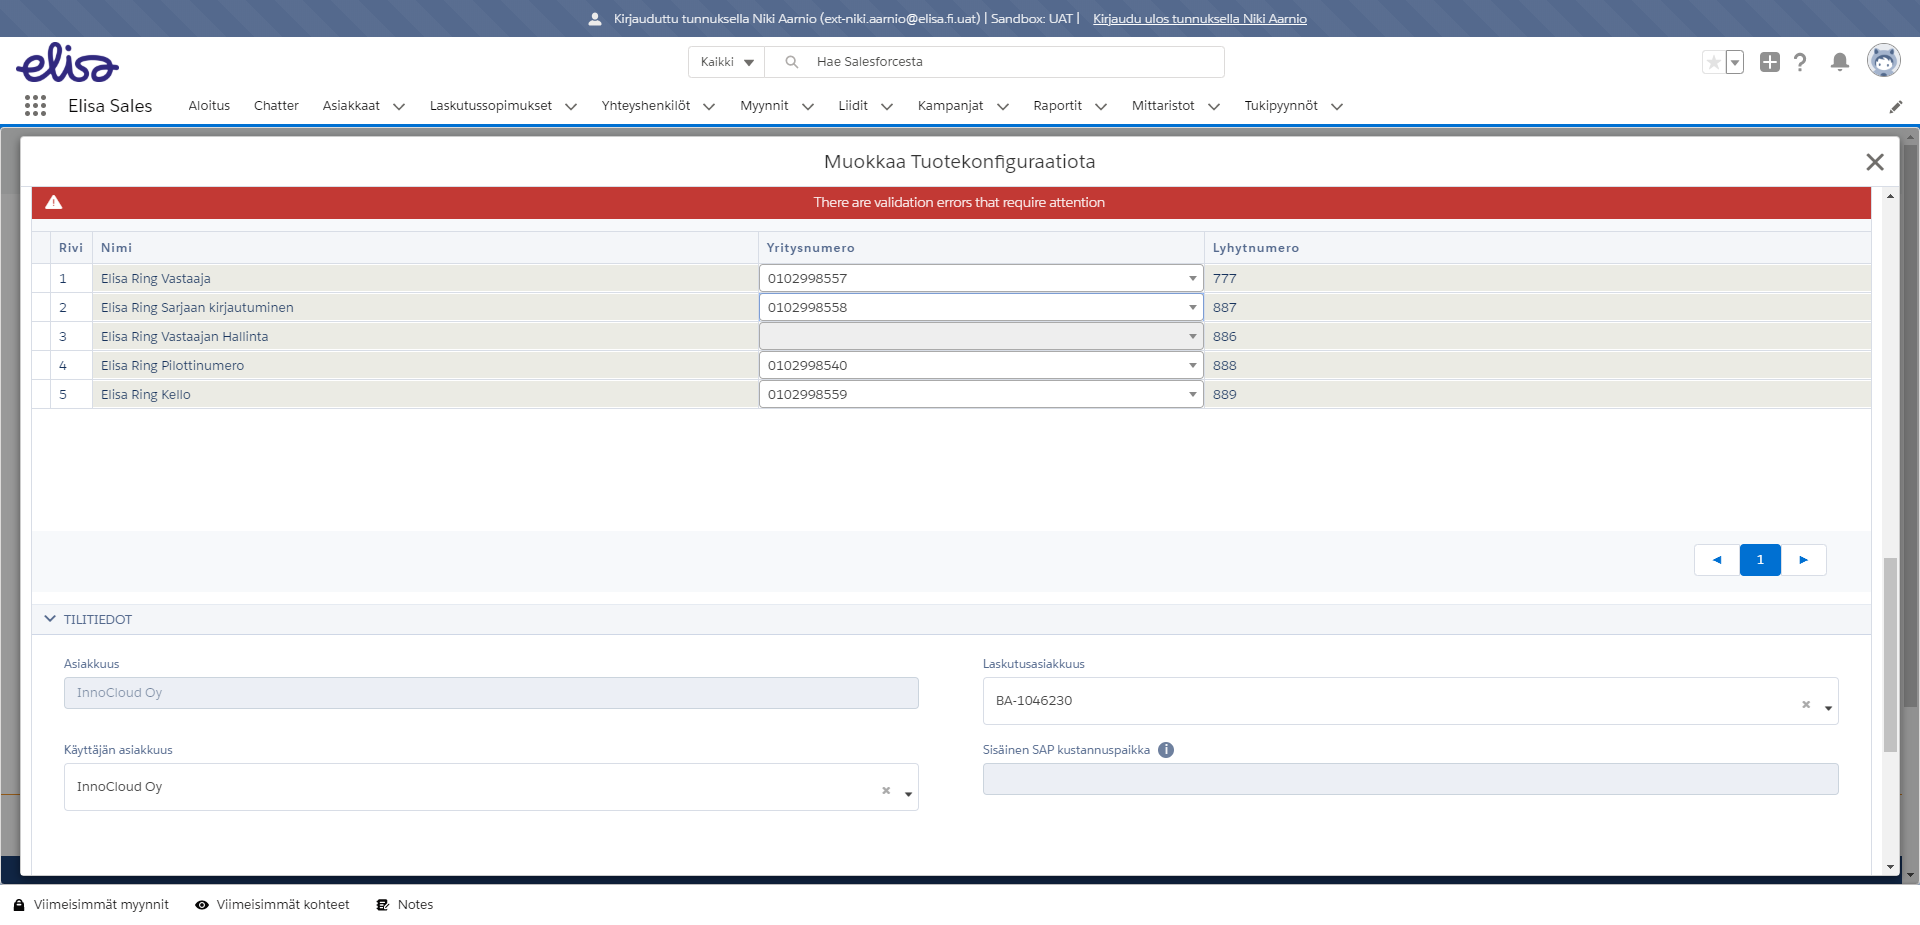 Kirjauduttu tunnuksella Niki Aarnio (ext-niki.aarnio@elisa.fi.uat) | Sandbox: UAT | Kirjaudu ulos tunnuksella Niki Aarnio
elisa
Kaikki Hae Salesforcesta
Elisa Sales Aloitus Chatter Asiakkaat Laskutussopimukset Yhteyshenkilöt Myynnit Liidit Kampanjat Raportit Mittaristot Tukipyynnöt
Muokkaa Tuotekonfiguraatiota
There are validation errors that require attention
Rivi Nimi Yritysnumero Lyhytnumero
1 Elisa Ring Vastaaja 0102998557 777
2 Elisa Ring Sarjaan kirjautuminen 0102998558 887
3 Elisa Ring Vastaajan Hallinta 886
4 Elisa Ring Pilottinumero 0102998540 888
5 Elisa Ring Kello 0102998559 889
1
TILITIEDOT
Asiakkuus Laskutusasiakkuus
InnoCloud Oy BA-1046230
Käyttäjän asiakkuus Sisäinen SAP kustannuspaikka
InnoCloud Oy
Viimeisimmät myynnit Viimeisimmät kohteet Notes